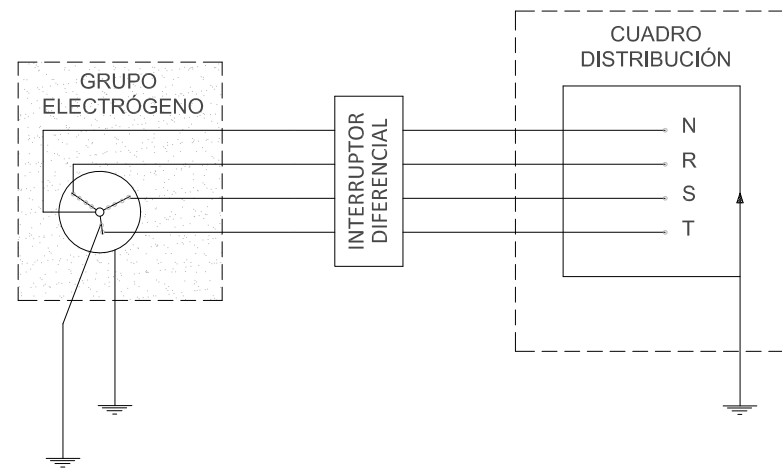 CUADRO
DISTRIBUCIÓN
GRUPO
ELECTRÓGENO
INTERRUPTOR
DIFERENCIAL
N
R
S
T